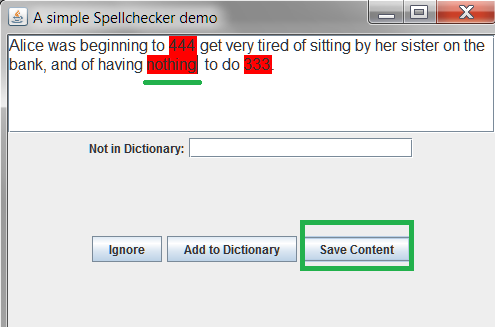 A simple Spellchecker demo
Alice was beginning to 444 get very tired of sitting by her sister on the
bank, and of having nothing to do 333.
Not in Dictionary:
Ignore Add to Dictionary Save Content